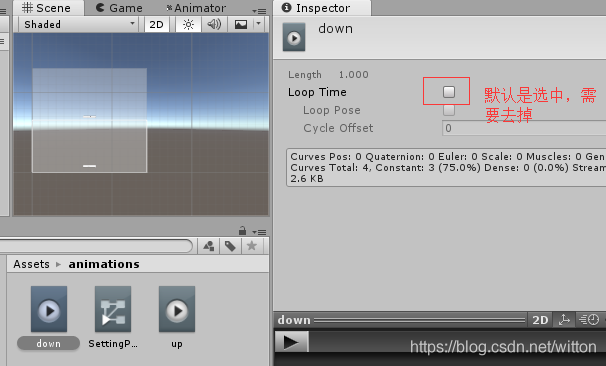 Scene
Game
Animator
Shaded
2D
Assets ▸ animations
down
SettingP...
up
Inspector
down
Length 1.000
Loop Time
Loop Pose
Cycle Offset
0
默认是选中，需
要去掉
Curves Pos: 0 Quaternion: 0 Euler: 0 Scale: 0 Muscles: 0 Gen
Curves Total: 4, Constant: 3 (75.0%) Dense: 0 (0.0%) Stream
2.6 KB
down
2D
https://blog.csdn.net/witton